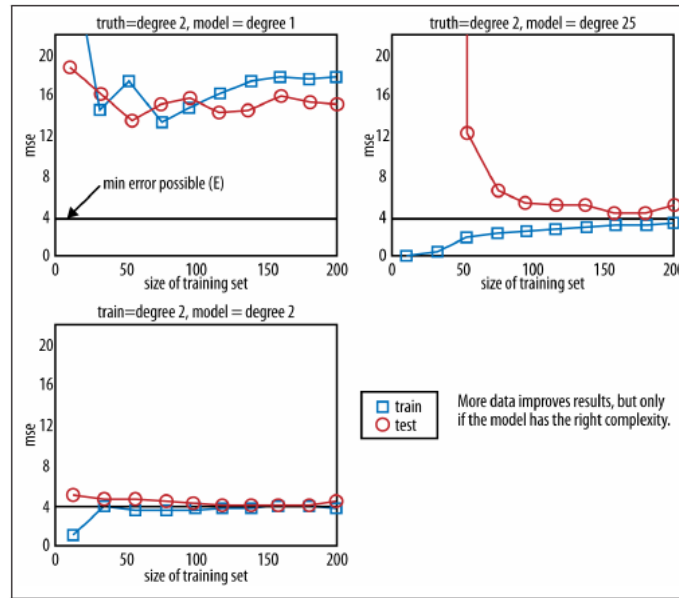 truth=degree 2, model = degree 1
20
16
12
8
4
0
mse
min error possible (E)
0 50 100 150 200
size of training set
truth=degree 2, model = degree 25
20
16
12
8
4
0
mse
0 50 100 150 200
size of training set
train=degree 2, model = degree 2
20
16
12
8
4
0
mse
0 50 100 150 200
size of training set
train
test
More data improves results, but only
if the model has the right complexity.